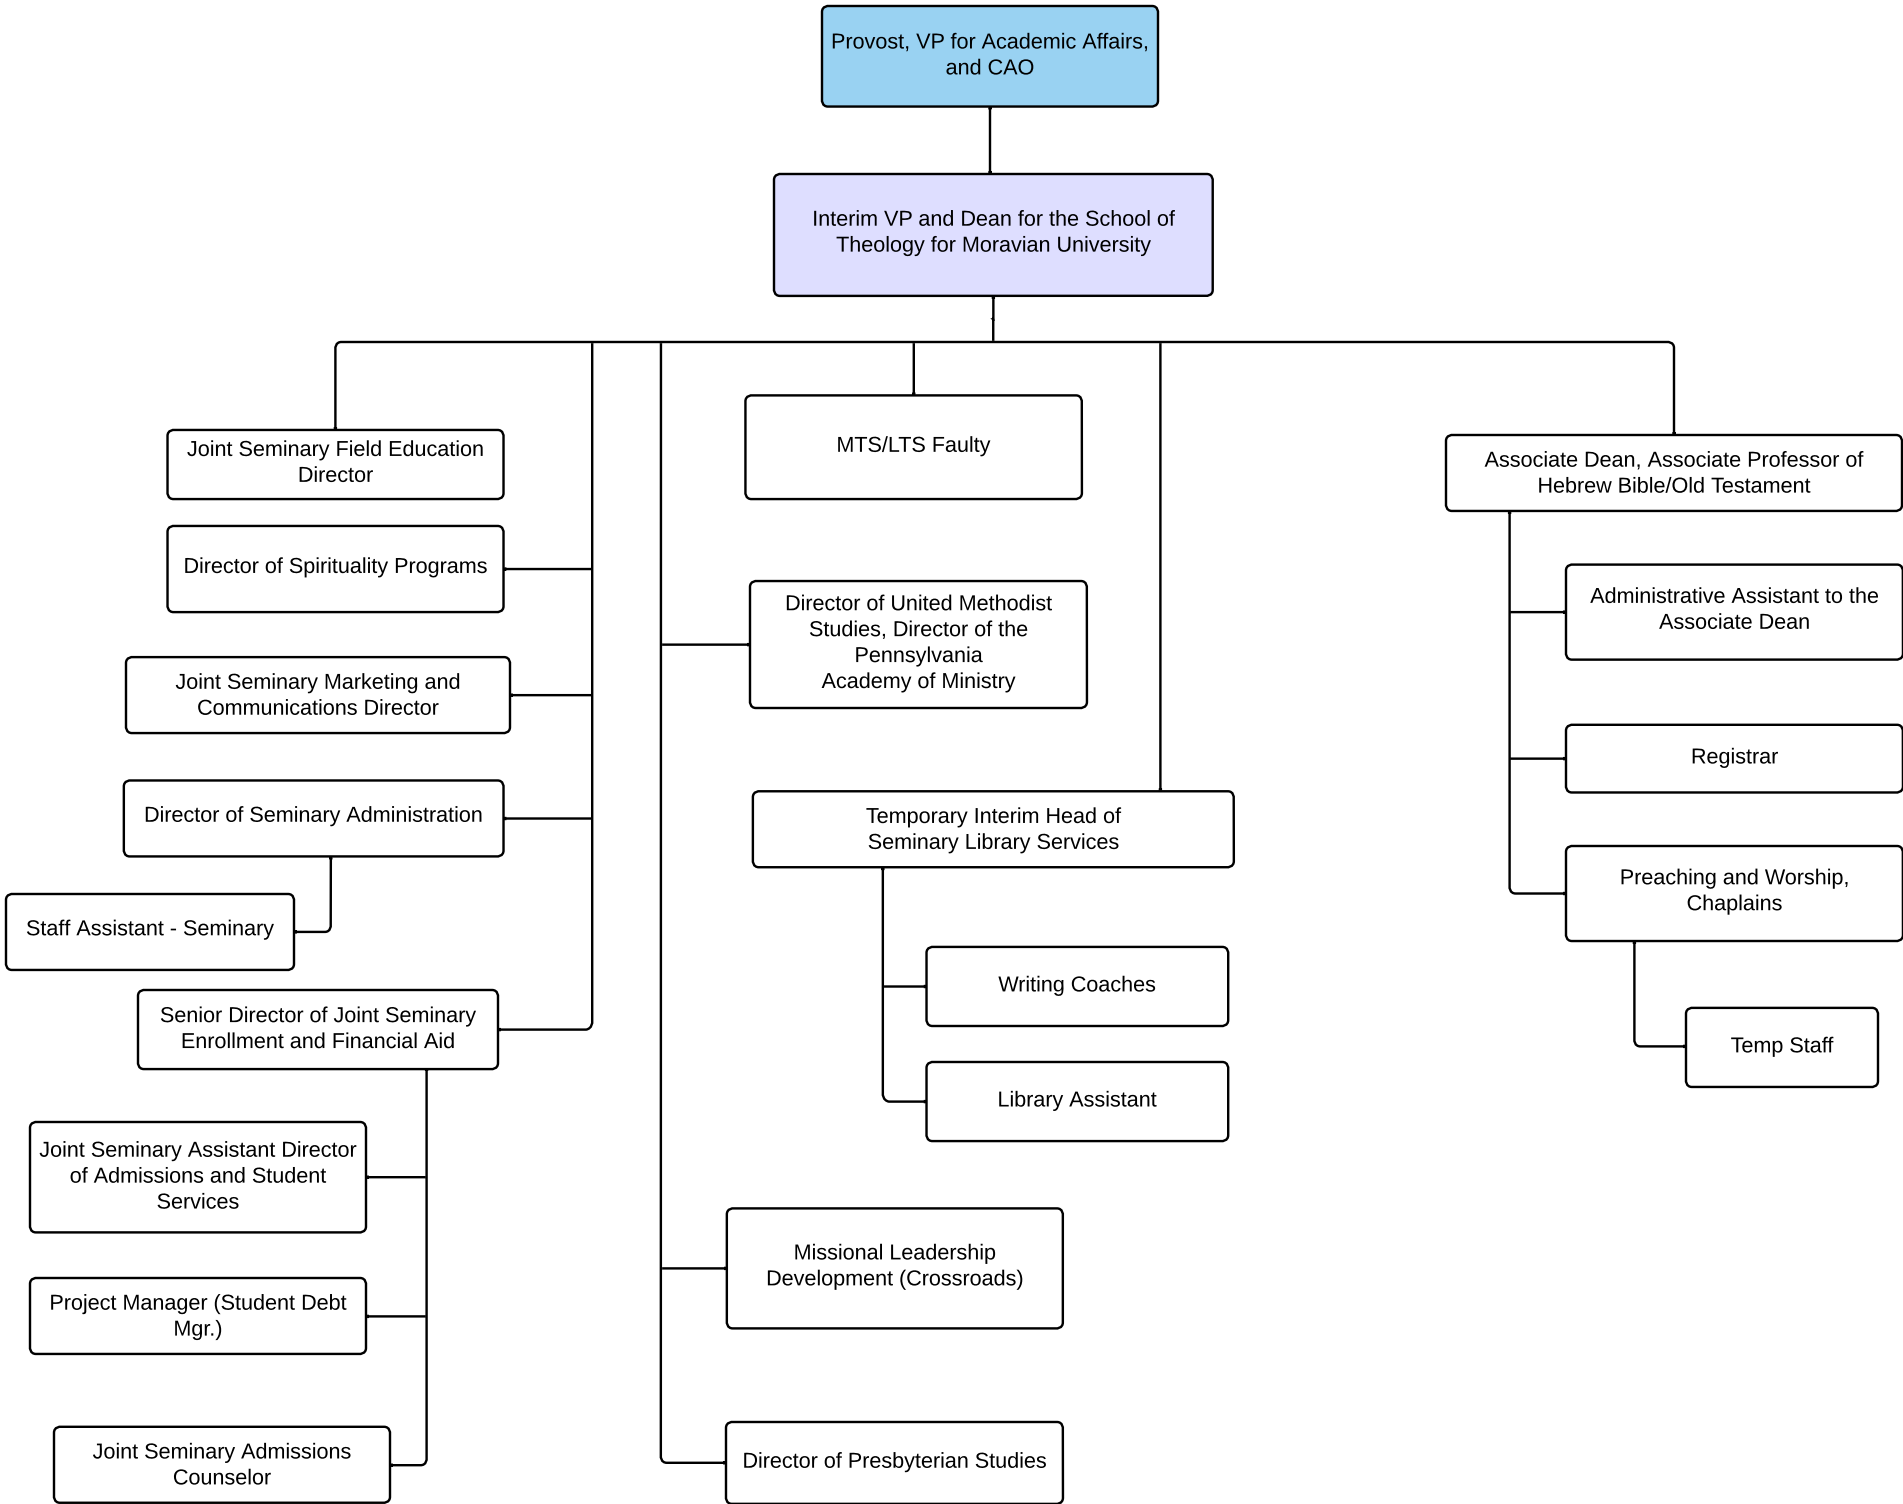 Provost, VP for Academic Affairs,
and CAO
Interim VP and Dean for the School of
Theology for Moravian University
Joint Seminary Field Education
Director
Director of Spirituality Programs
Joint Seminary Marketing and
Communications Director
Director of Seminary Administration
Staff Assistant - Seminary
Senior Director of Joint Seminary
Enrollment and Financial Aid
Joint Seminary Assistant Director
of Admissions and Student
Services
Project Manager (Student Debt
Mgr.)
Joint Seminary Admissions
Counselor
MTS/LTS Faulty
Director of United Methodist
Studies, Director of the
Pennsylvania
Academy of Ministry
Temporary Interim Head of
Seminary Library Services
Writing Coaches
Library Assistant
Missional Leadership
Development (Crossroads)
Director of Presbyterian Studies
Associate Dean, Associate Professor of
Hebrew Bible/Old Testament
Administrative Assistant to the
Associate Dean
Registrar
Preaching and Worship,
Chaplains
Temp Staff